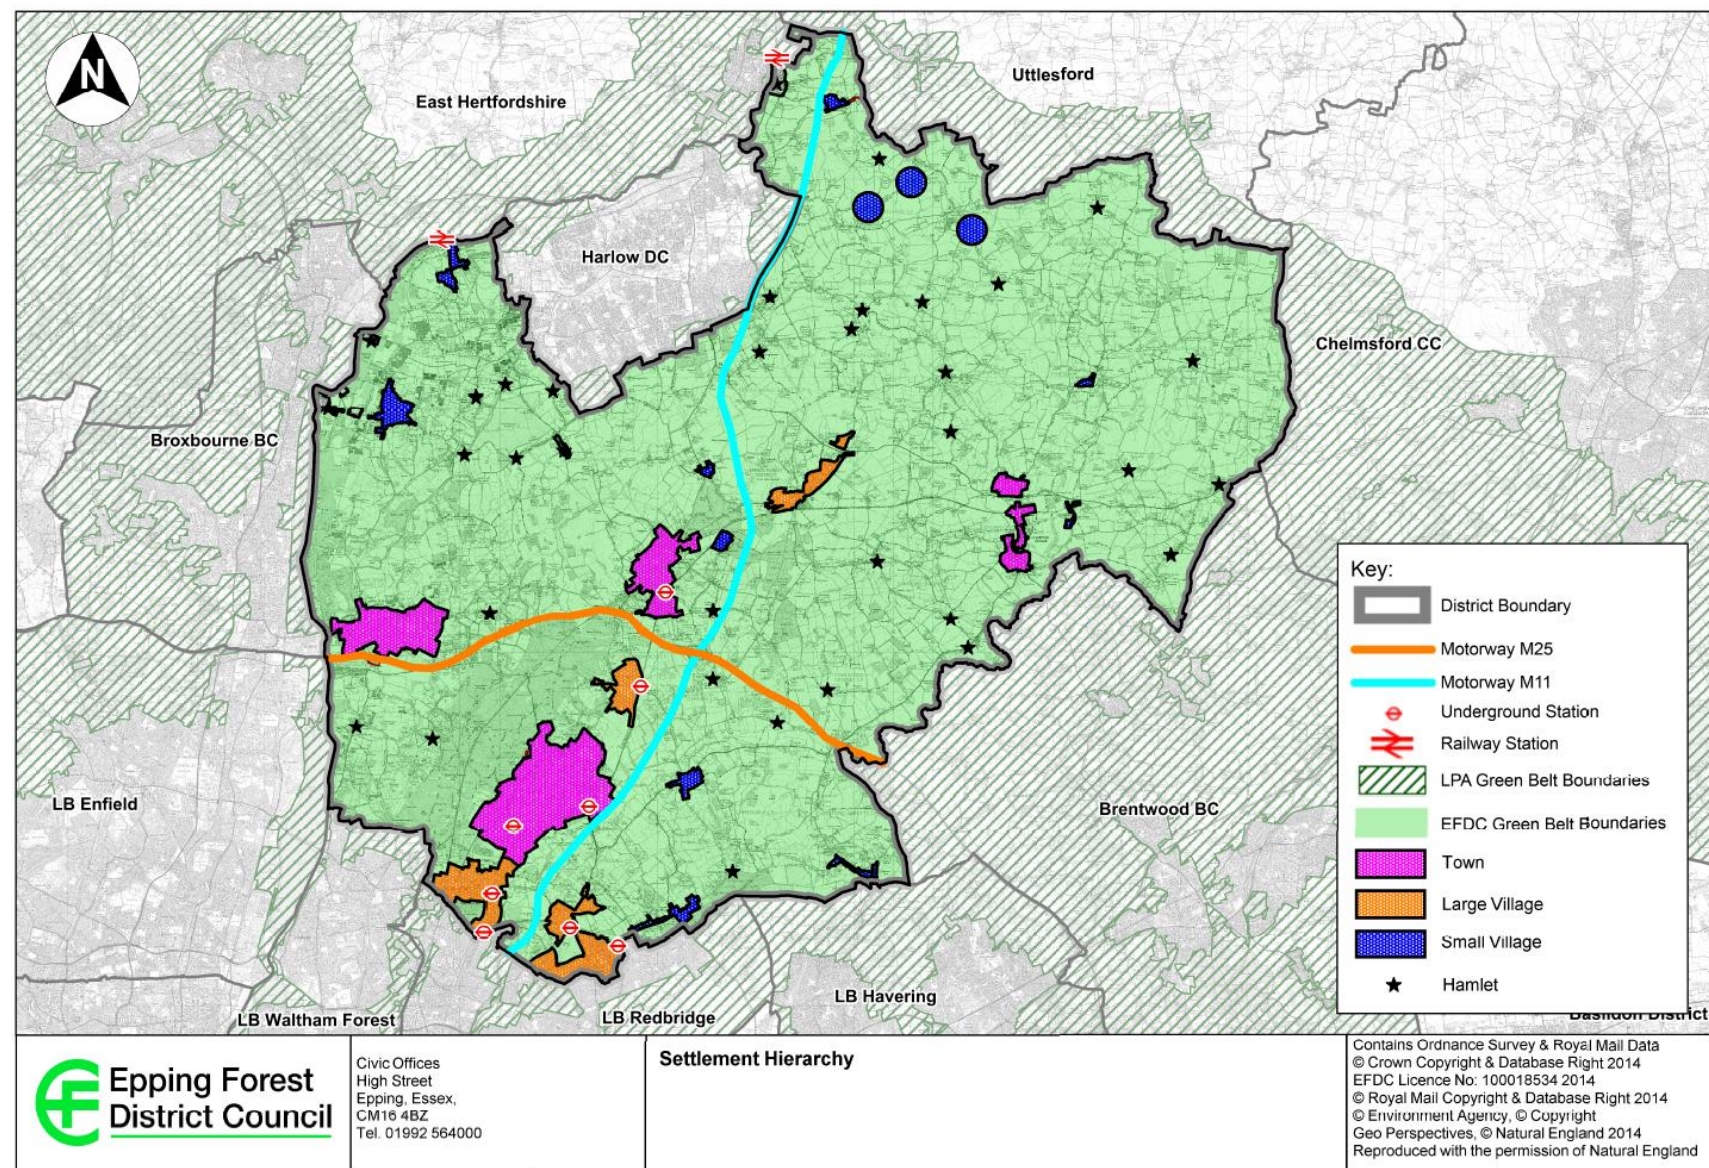 N
East Hertfordshire
Uttlesford
Harlow DC
Chelmsford CC
Broxbourne BC
LB Enfield
Brentwood BC
LB Havering
LB Waltham Forest
LB Redbridge
Basildon District
Key:
District Boundary
Motorway M25
Motorway M11
Underground Station
Railway Station
LPA Green Belt Boundaries
EFDC Green Belt Boundaries
Town
Large Village
Small Village
Hamlet
Epping Forest
District Council
Civic Offices
High Street
Epping, Essex,
CM16 4BZ
Tel. 01992 564000
Settlement Hierarchy
Contains Ordnance Survey & Royal Mail Data
© Crown Copyright & Database Right 2014
EFDC Licence No: 100018534 2014
© Royal Mail Copyright & Database Right 2014
© Environment Agency, © Copyright
Geo Perspectives, © Natural England 2014
Reproduced with the permission of Natural England